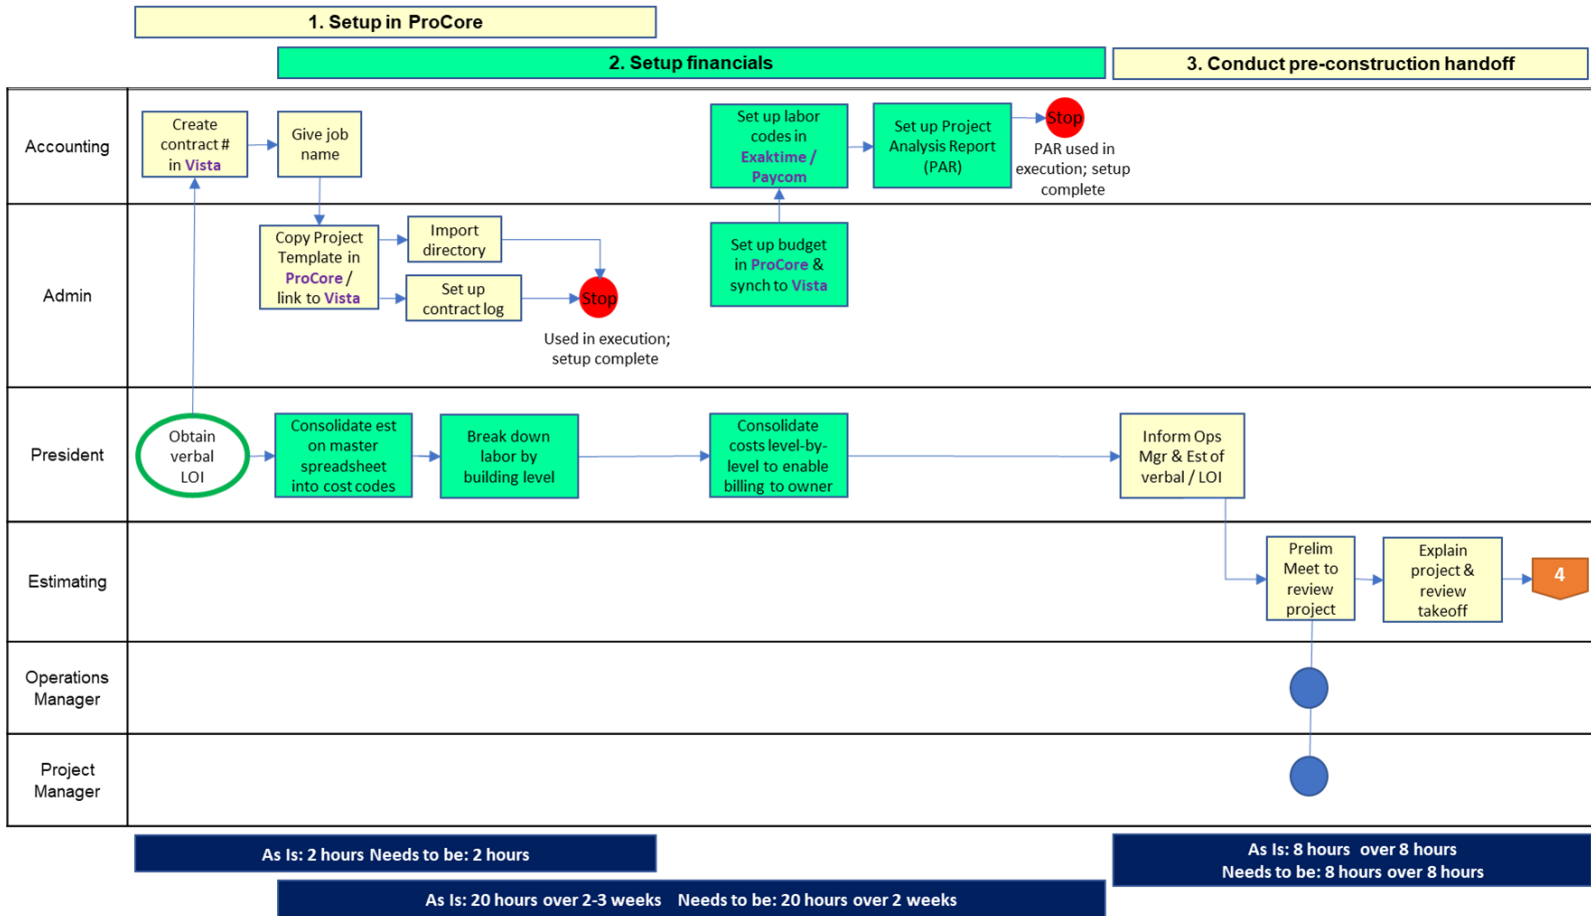 1. Setup in ProCore
2. Setup financials
3. Conduct pre-construction handoff
Accounting
Create
contract #
in Vista
Give job
name
Set up labor
codes in
Exaktime /
Paycom
Set up Project
Analysis Report
(PAR)
Stop
PAR used in
execution; setup
complete
Admin
Copy Project
Template in
ProCore /
link to Vista
Import
directory
Set up
contract log
Stop
Used in execution;
setup complete
Set up budget
in ProCore &
synch to Vista
President
Obtain
verbal
LOI
Consolidate est
on master
spreadsheet
into cost codes
Break down
labor by
building level
Consolidate
costs level-by-
level to enable
billing to owner
Inform Ops
Mgr & Est of
verbal / LOI
Estimating
Prelim
Meet to
review
project
Explain
project &
review
takeoff
4
Operations
Manager
Project
Manager
As Is: 2 hours Needs to be: 2 hours
As Is: 20 hours over 2-3 weeks Needs to be: 20 hours over 2 weeks
As Is: 8 hours over 8 hours
Needs to be: 8 hours over 8 hours